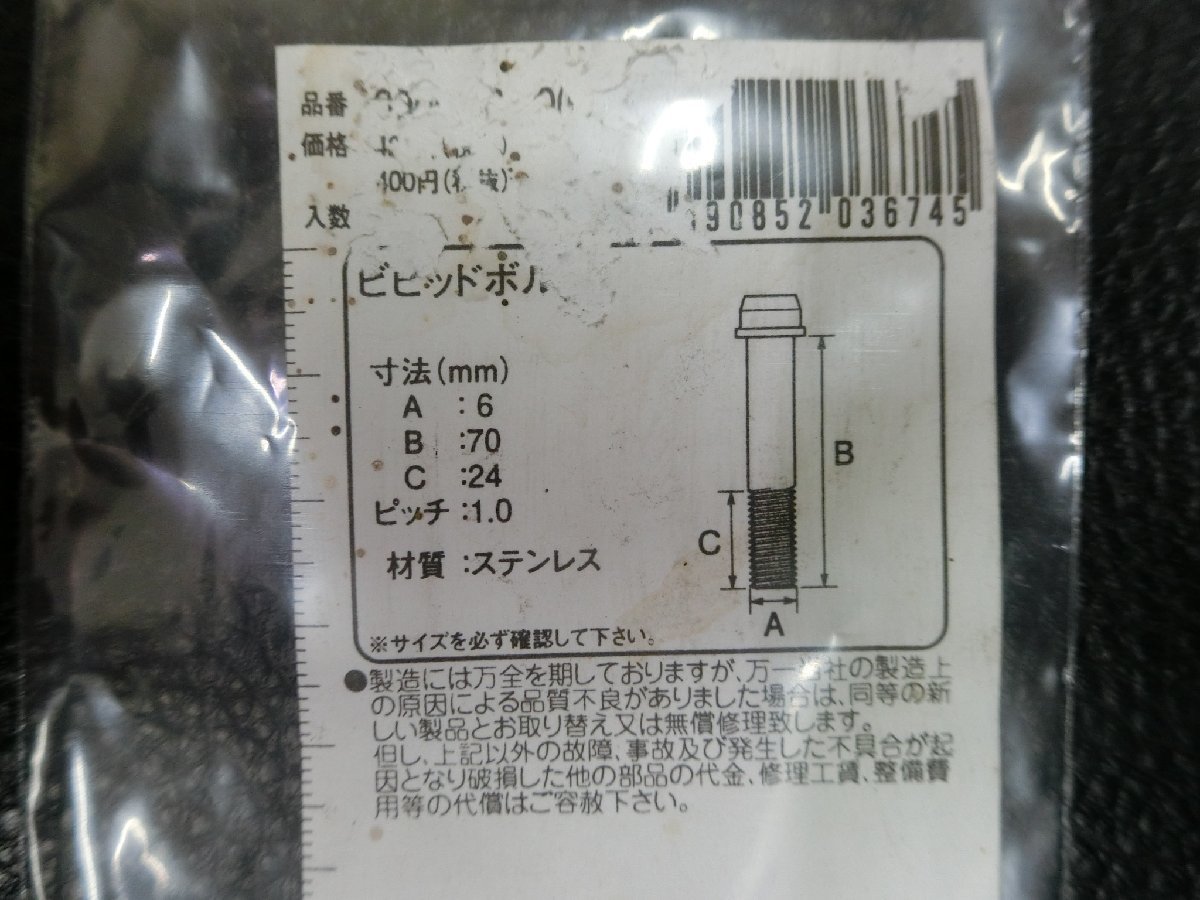 品番
価格
400円(税抜)
入数
90852 036745
ビビッドボル
寸法(mm)
A :6
B :70
C :24
ピッチ :1.0
材質 :ステンレス
B
C
A
※サイズを必ず確認して下さい。
●製造には万全を期しておりますが、万一当社の製造上
の原因による品質不良がありました場合は、同等の新
しい製品とお取り替え又は無償修理致します。
但し、上記以外の故障、事故及び発生した不具合が起
因となり破損した他の部品の代金、修理工賃、整備費
用等の代償はご容赦下さい。